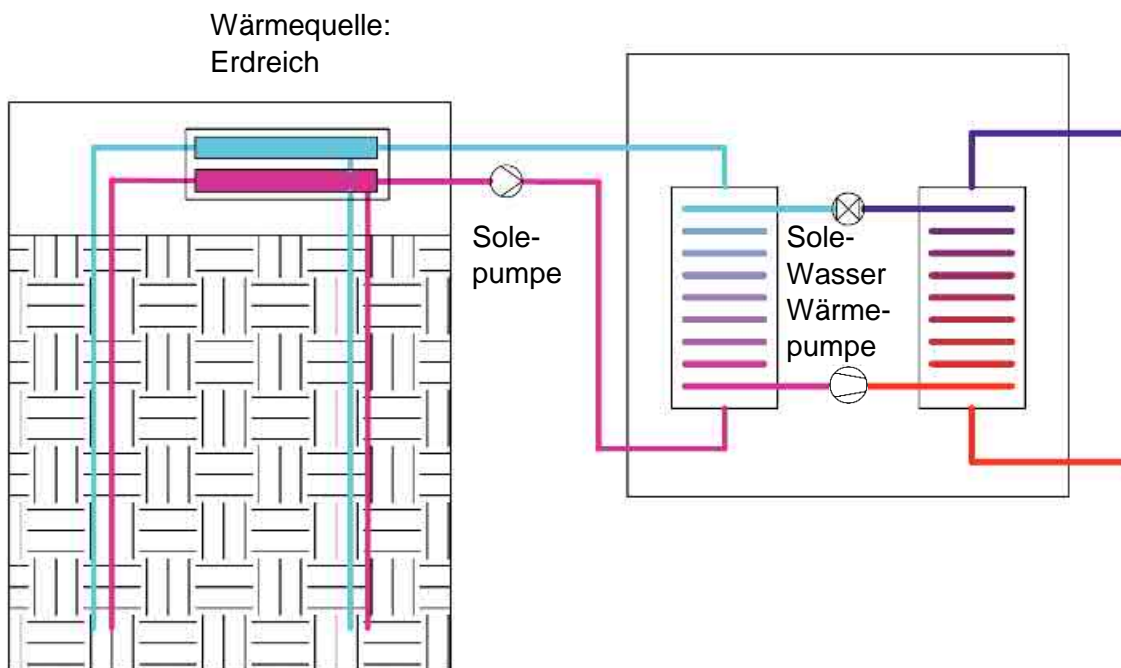 Wärmequelle:
Erdreich
Sole-
pumpe
Sole-
Wasser
Wärme-
pumpe